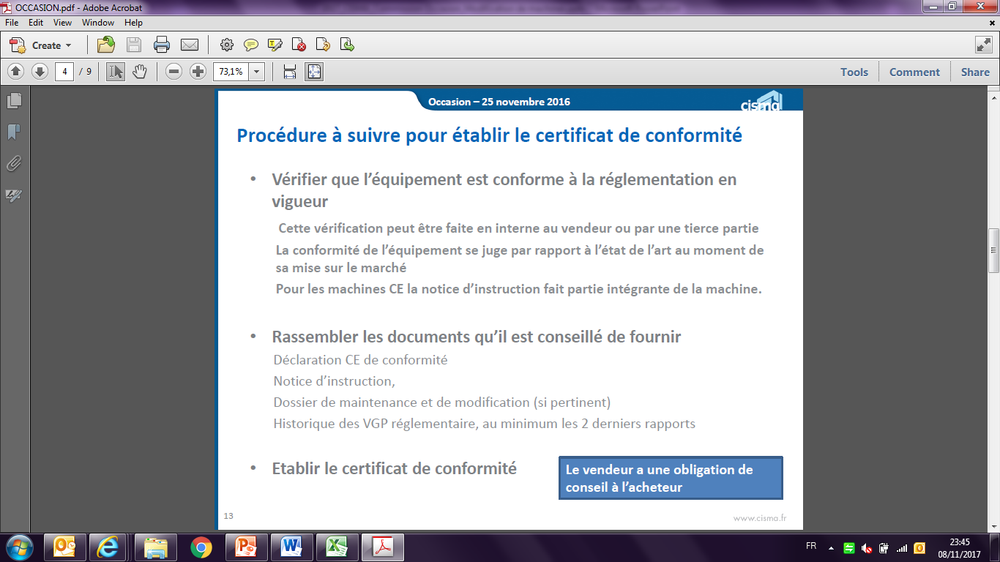 OCCASION.pdf - Adobe Acrobat
File Edit View Window Help
Create
4 / 9 73,1% Tools Comment Share
Occasion – 25 novembre 2016
cisma
Procédure à suivre pour établir le certificat de conformité
• Vérifier que l’équipement est conforme à la réglementation en
vigueur
Cette vérification peut être faite en interne au vendeur ou par une tierce partie
La conformité de l’équipement se juge par rapport à l’état de l’art au moment de
sa mise sur le marché
Pour les machines CE la notice d’instruction fait partie intégrante de la machine.
• Rassembler les documents qu’il est conseillé de fournir
Déclaration CE de conformité
Notice d’instruction,
Dossier de maintenance et de modification (si pertinent)
Historique des VGP réglementaire, au minimum les 2 derniers rapports
• Etablir le certificat de conformité
Le vendeur a une obligation de
conseil à l’acheteur
13
www.cisma.fr
FR
23:45
08/11/2017